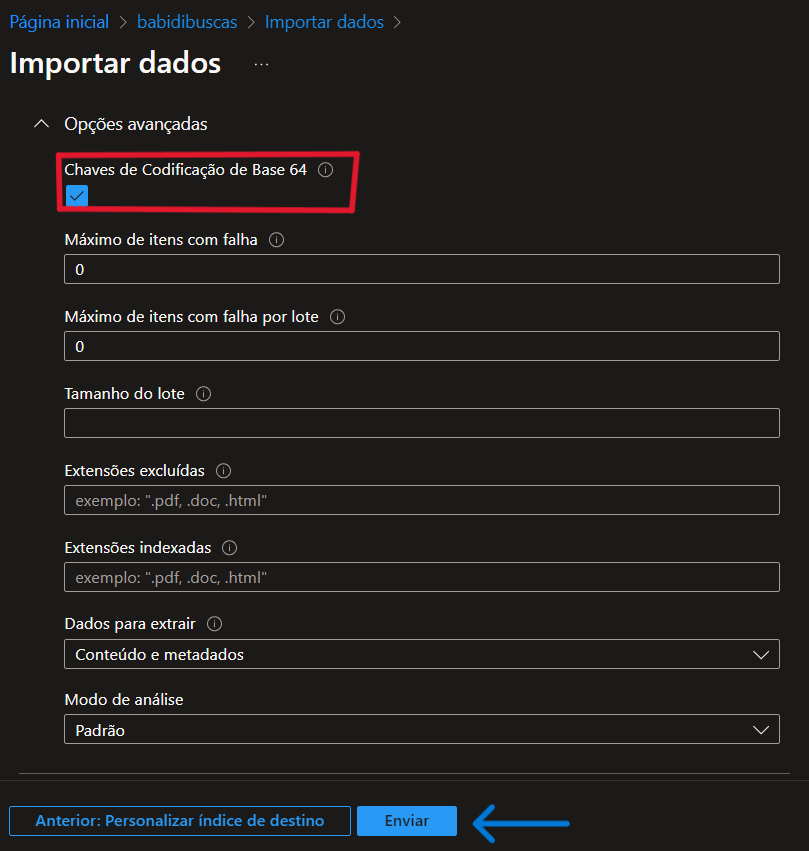 Página inicial > babidibuscas > Importar dados >
Importar dados ...
Opções avançadas
Chaves de Codificação de Base 64
Máximo de itens com falha
0
Máximo de itens com falha por lote
0
Tamanho do lote
Extensões excluídas
exemplo: ".pdf, .doc, .html"
Extensões indexadas
exemplo: ".pdf, .doc, .html"
Dados para extrair
Conteúdo e metadados
Modo de análise
Padrão
Anterior: Personalizar índice de destino
Enviar